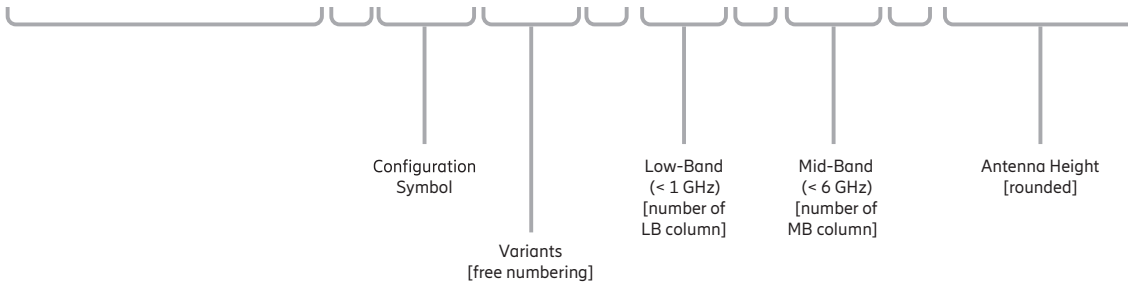 Configuration
Symbol
Variants
[free numbering]
Low-Band
(< 1 GHz)
[number of
LB column]
Mid-Band
(< 6 GHz)
[number of
MB column]
Antenna Height
[rounded]